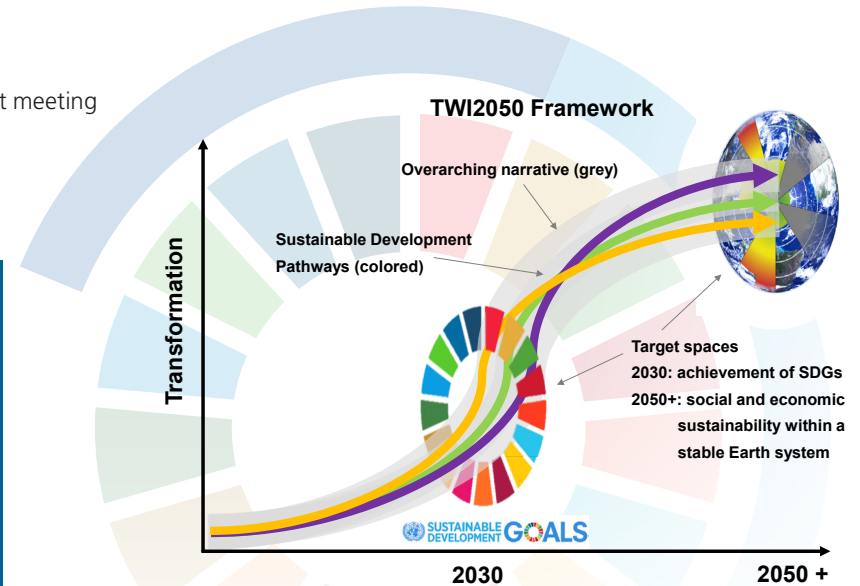 t meeting
TWI2050 Framework
Overarching narrative (grey)
Sustainable Development
Pathways (colored)
Transformation
Target spaces
2030: achievement of SDGs
2050+: social and economic
sustainability within a
stable Earth system
SUSTAINABLE
DEVELOPMENT GOALS
2030
2050 +